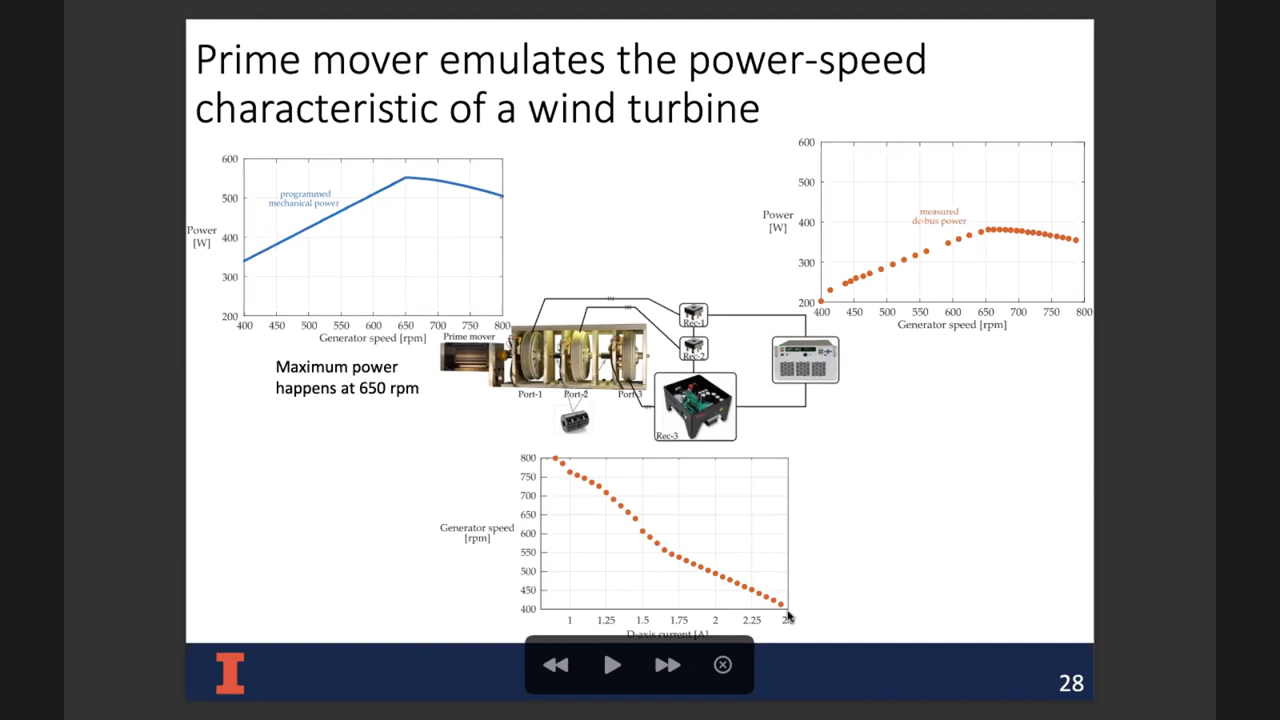 Prime mover emulates the power-speed
characteristic of a wind turbine
600
500
400
300
200
Power
[W]
programmed
mechanical power
400 450 500 550 600 650 700 750 800
Generator speed [rpm]
Maximum power
happens at 650 rpm
600
500
400
300
200
Power
[W]
measured
dc-bus power
400 450 500 550 600 650 700 750 800
Generator speed [rpm]
Prime mover
Port-1
Port-2
Port-3
Rec-1
Rec-2
Rec-3
800
750
700
650
600
550
500
450
400
Generator speed
[rpm]
1 1.25 1.5 1.75 2 2.25
D-axis current [A]
I
28